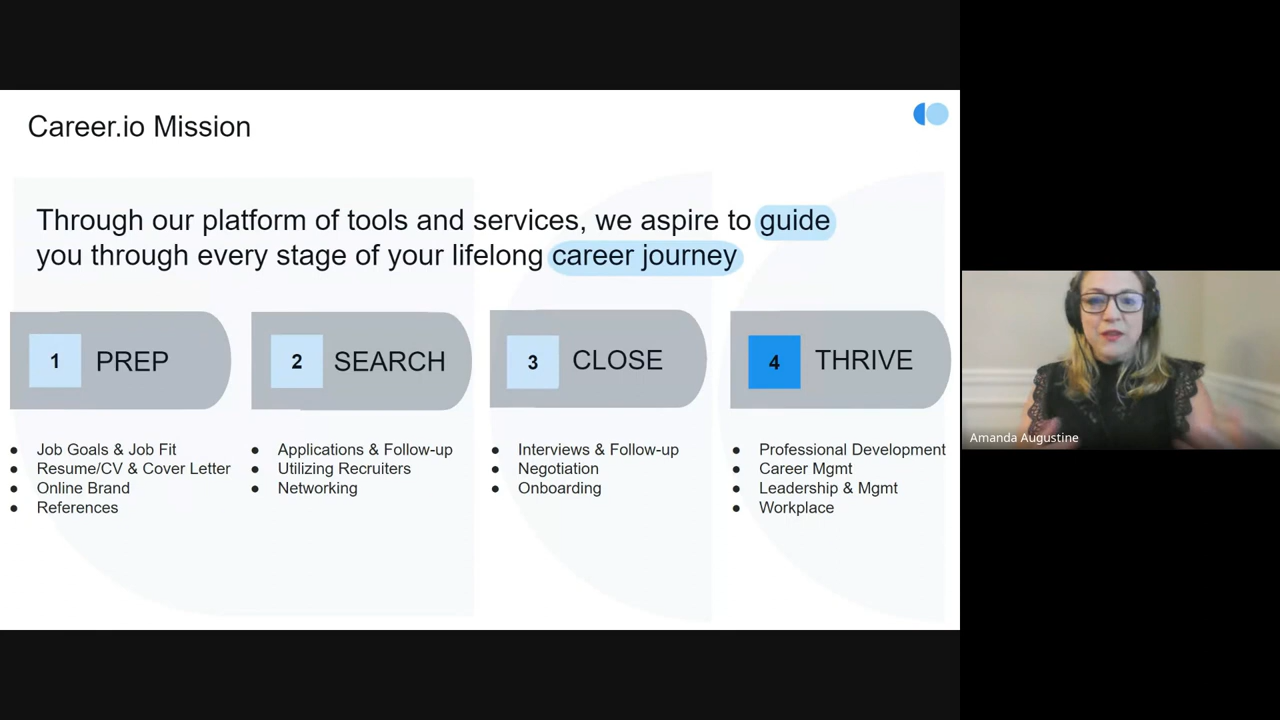 Career.io Mission
Through our platform of tools and services, we aspire to guide
you through every stage of your lifelong career journey
1 PREP
● Job Goals & Job Fit
● Resume/CV & Cover Letter
● Online Brand
● References
2 SEARCH
● Applications & Follow-up
● Utilizing Recruiters
● Networking
3 CLOSE
● Interviews & Follow-up
● Negotiation
● Onboarding
4 THRIVE
● Professional Development
● Career Mgmt
● Leadership & Mgmt
● Workplace
Amanda Augustine